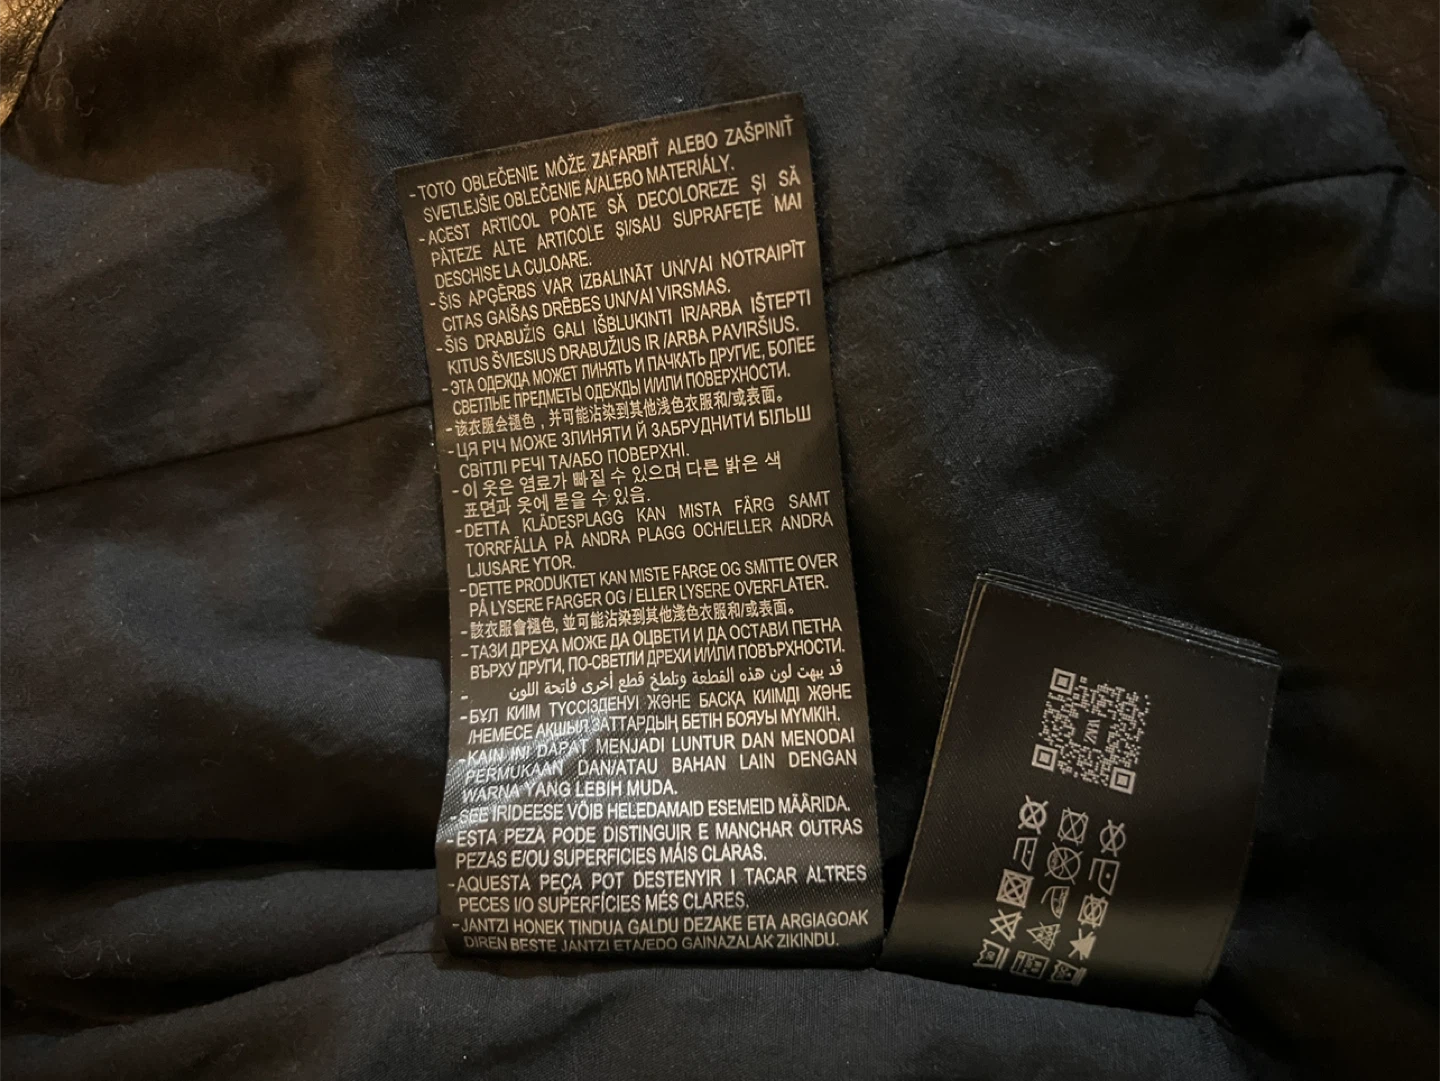 -TOTO OBLEČENIE MÔŽE ZAFARBIŤ ALEBO ZAŠPINIŤ
SVETLEJŠIE OBLEČENIE A/ALEBO MATERIÁLY.
-ACEST ARTICOL POATE SĂ DECOLOREZE ȘI SĂ
PĂTEZE ALTE ARTICOLE ȘI/SAU SUPRAFEȚE MAI
DESCHISE LA CULOARE.
-ŠIS APĢĒRBS VAR IZBALINĀT UN/VAI NOTRAIPĪT
CITAS GAIŠAS DRĒBES UN/VAI VIRSMAS.
-ŠIS DRABUŽIS GALI IŠBLUKINTI IR/ARBA IŠTEPTI
KITUS ŠVIESIUS DRABUŽIUS IR /ARBA PAVIRŠIUS.
-ЭТА ОДЕЖДА МОЖЕТ ЛИНЯТЬ И ПАЧКАТЬ ДРУГИЕ, БОЛЕЕ
СВЕТЛЫЕ ПРЕДМЕТЫ ОДЕЖДЫ И/ИЛИ ПОВЕРХНОСТИ.
-该衣服会褪色，并可能沾染到其他浅色衣服和/或表面。
-ЦЯ РІЧ МОЖЕ ЗЛИНЯТИ Й ЗАБРУДНИТИ БІЛЬШ
СВІТЛІ РЕЧІ ТА/АБО ПОВЕРХНІ.
-이 옷은 염료가 빠질 수 있으며 다른 밝은 색
표면과 옷에 묻을 수 있음.
-DETTA KLÄDESPLAGG KAN MISTA FÄRG SAMT
TORRFÄLLA PÅ ANDRA PLAGG OCH/ELLER ANDRA
LJUSARE YTOR.
-DETTE PRODUKTET KAN MISTE FARGE OG SMITTE OVER
PÅ LYSERE FARGER OG / ELLER LYSERE OVERFLATER.
-該衣服會褪色, 並可能沾染到其他淺色衣服和/或表面。
-ТАЗИ ДРЕХА МОЖЕ ДА ОЦВЕТИ И ДА ОСТАВИ ПЕТНА
ВЪРХУ ДРУГИ, ПО-СВЕТЛИ ДРЕХИ И/ИЛИ ПОВЪРХНОСТИ.
- قد يبهت لون هذه القطعة وتلطخ قطع أخرى فاتحة اللون
-БҰЛ КИІМ ТҮССІЗДЕНУІ ЖӘНЕ БАСҚА КИІМДІ ЖӘНЕ
/НЕМЕСЕ АҚШЫЛ ЗАТТАРДЫҢ БЕТІН БОЯУЫ МҮМКІН.
-KAIN INI DAPAT MENJADI LUNTUR DAN MENODAI
PERMUKAAN DAN/ATAU BAHAN LAIN DENGAN
WARNA YANG LEBIH MUDA.
-SEE IRIDEESE VÕIB HELEDAMAID ESEMEID MÄÄRIDA.
-ESTA PEZA PODE DISTINGUIR E MANCHAR OUTRAS
PEZAS E/OU SUPERFICIES MÁIS CLARAS.
-AQUESTA PEÇA POT DESTENYIR I TACAR ALTRES
PECES I/O SUPERFÍCIES MÉS CLARES.
-JANTZI HONEK TINDUA GALDU DEZAKE ETA ARGIAGOAK
DIREN BESTE JANTZI ETA/EDO GAINAZALAK ZIKINDU.